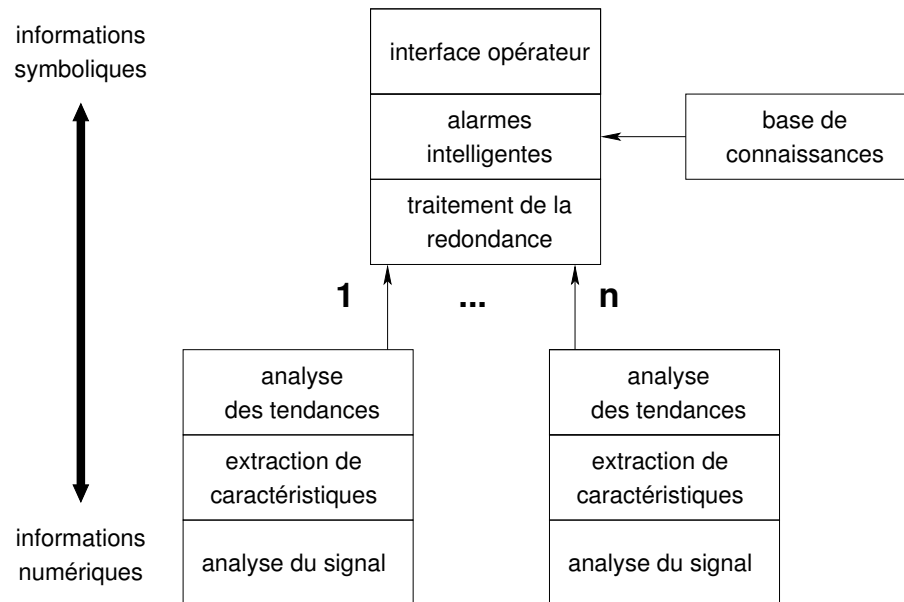 informations
symboliques
interface opérateur
alarmes
intelligentes
base de
connaissances
traitement de la
redondance
1 ... n
analyse
des tendances
analyse
des tendances
extraction de
caractéristiques
extraction de
caractéristiques
informations
numériques
analyse du signal
analyse du signal